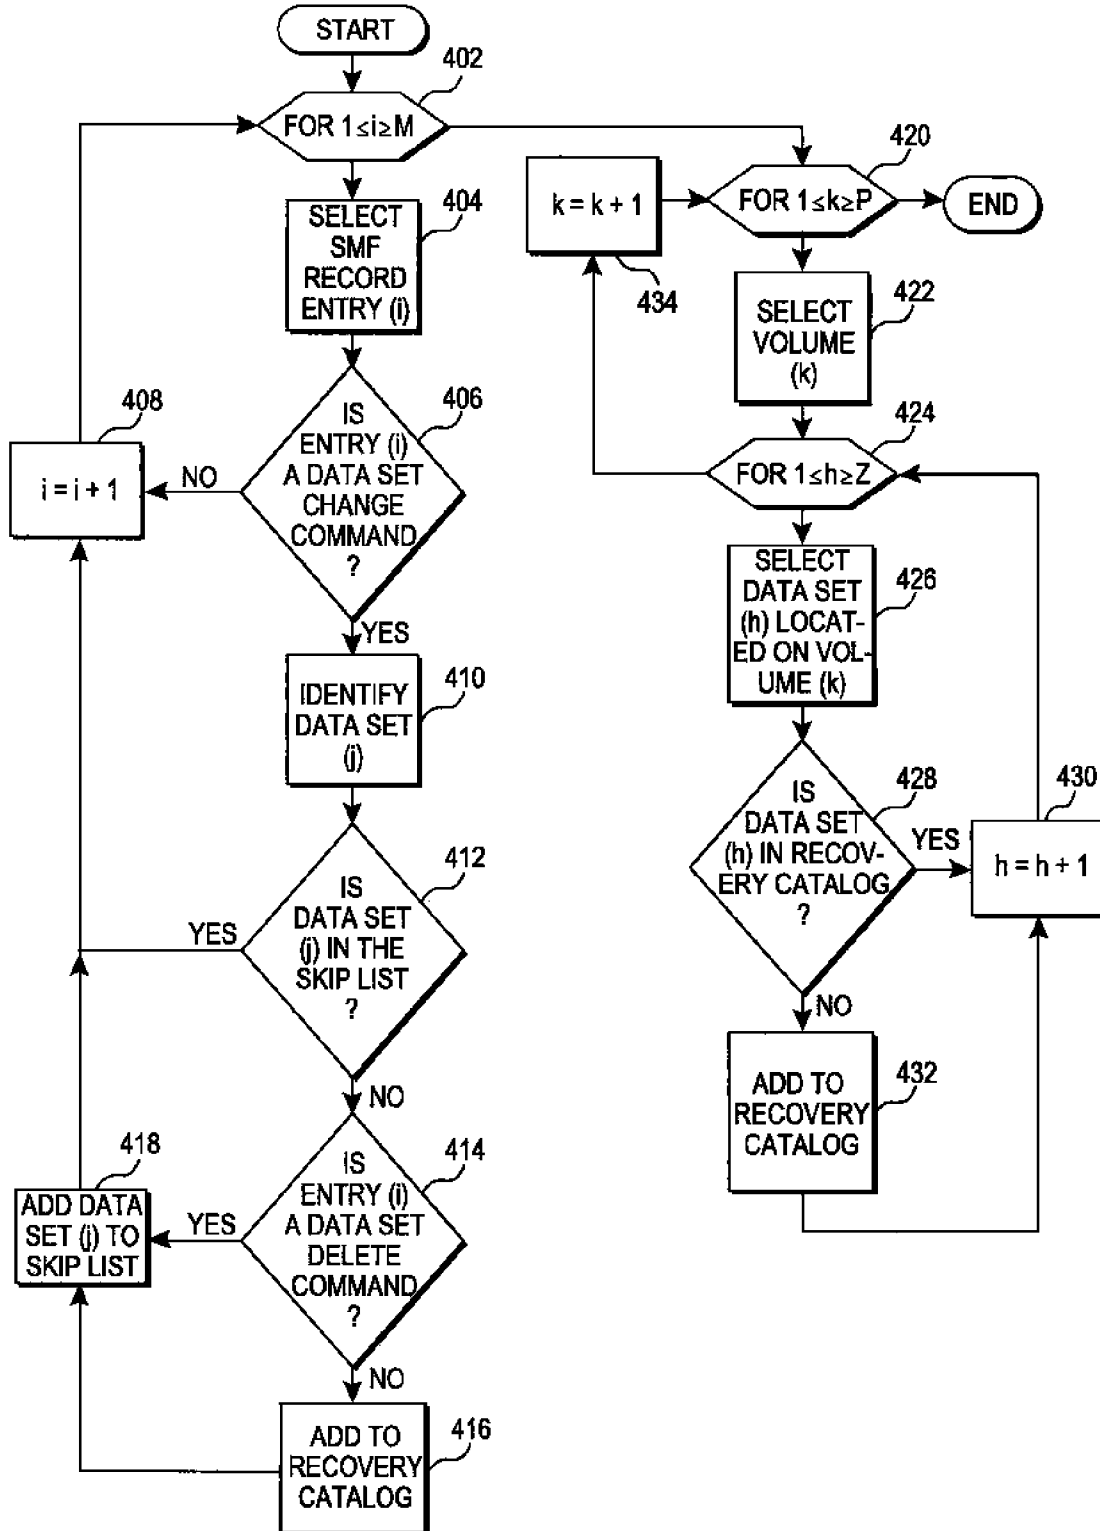 START
402
FOR 1≤i≥M
404
SELECT
SMF
RECORD
ENTRY (i)
406
IS
ENTRY (i)
A DATA SET
CHANGE
COMMAND
?
NO
408
i = i + 1
YES
410
IDENTIFY
DATA SET
(j)
412
IS
DATA SET
(j) IN THE
SKIP LIST
?
YES
NO
414
IS
ENTRY (i)
A DATA SET
DELETE
COMMAND
?
YES
418
ADD DATA
SET (j) TO
SKIP LIST
NO
416
ADD TO
RECOVERY
CATALOG
420
FOR 1≤k≥P
END
k = k + 1
434
422
SELECT
VOLUME
(k)
424
FOR 1≤h≥Z
426
SELECT
DATA SET
(h) LOCAT-
ED ON VOL-
UME (k)
428
IS
DATA SET
(h) IN RECOV-
ERY CATALOG
?
YES
430
h = h + 1
NO
432
ADD TO
RECOVERY
CATALOG